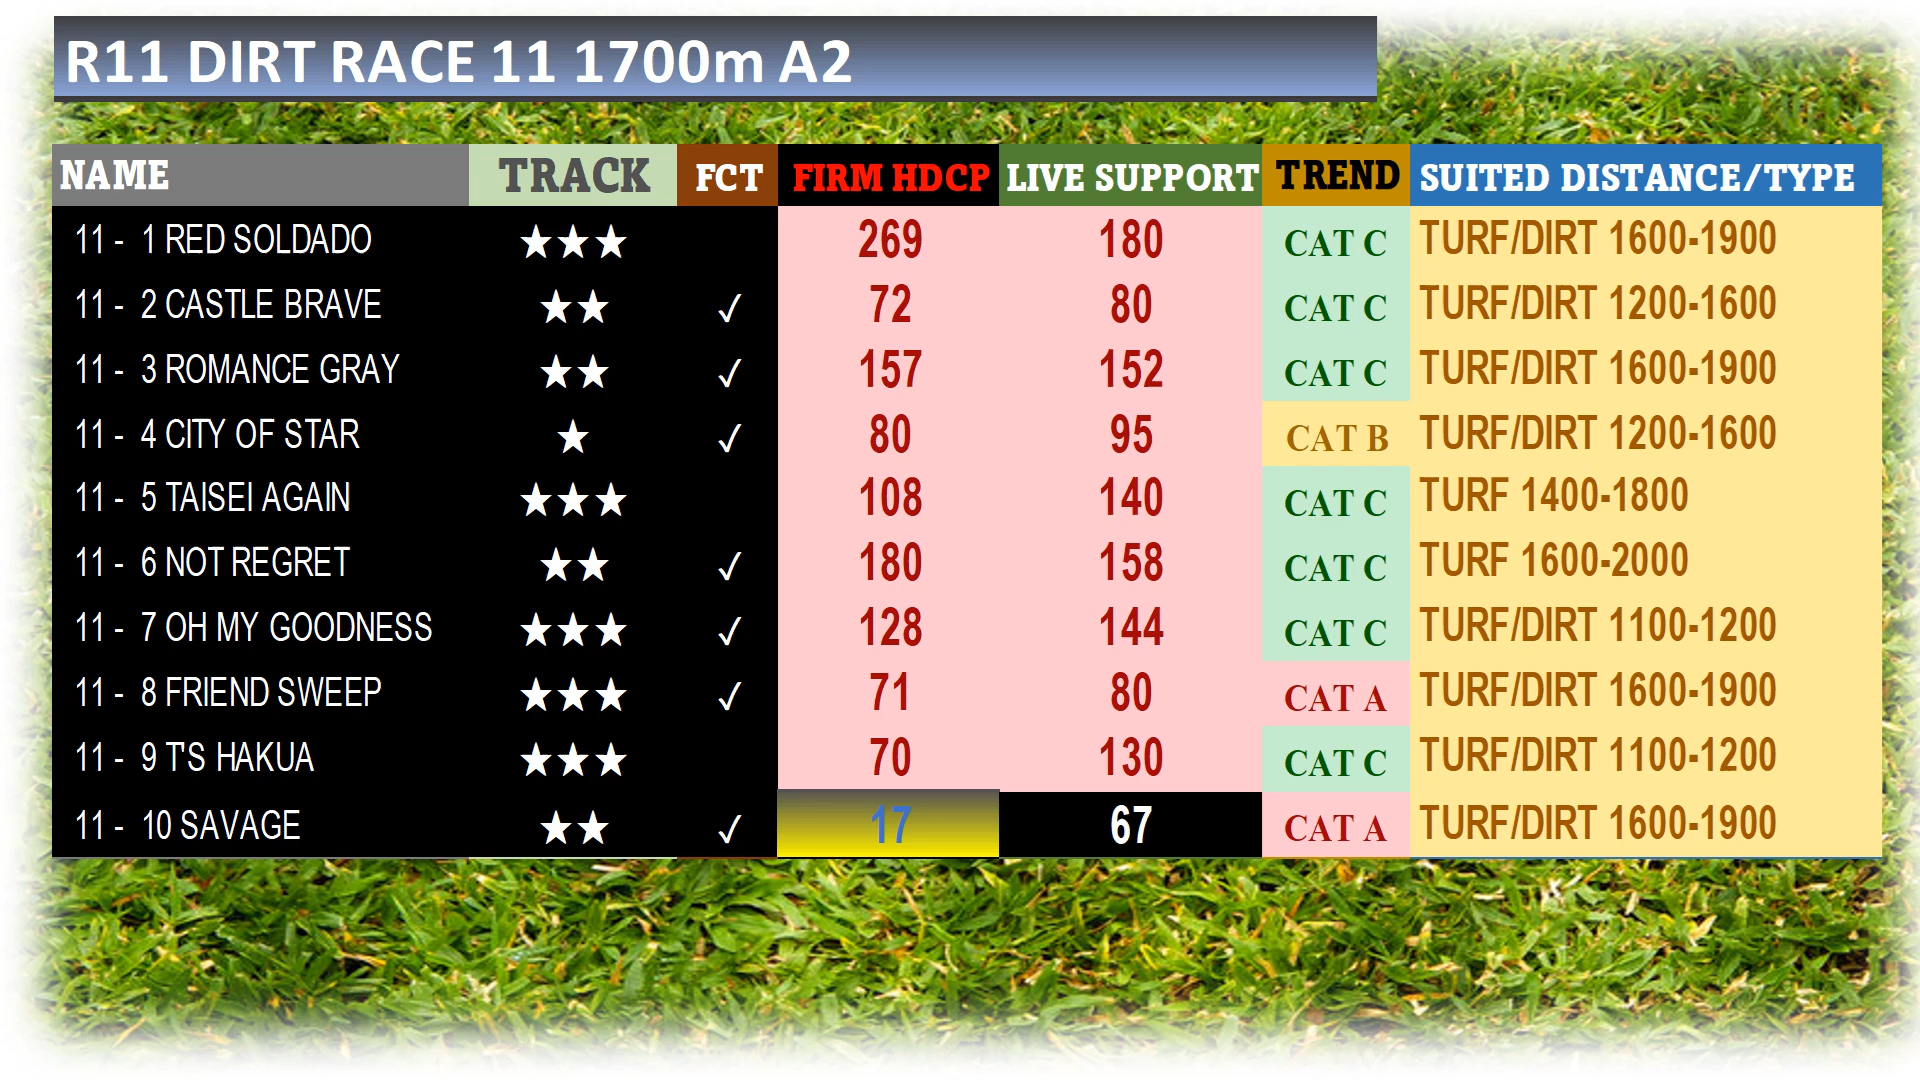 R11 DIRT RACE 11 1700m A2
NAME TRACK FCT FIRM HDCP LIVE SUPPORT TREND SUITED DISTANCE/TYPE
11 - 1 RED SOLDADO ★★★ 269 180 CAT C TURF/DIRT 1600-1900
11 - 2 CASTLE BRAVE ★★ ✓ 72 80 CAT C TURF/DIRT 1200-1600
11 - 3 ROMANCE GRAY ★★ ✓ 157 152 CAT C TURF/DIRT 1600-1900
11 - 4 CITY OF STAR ★ ✓ 80 95 CAT B TURF/DIRT 1200-1600
11 - 5 TAISEI AGAIN ★★★ 108 140 CAT C TURF 1400-1800
11 - 6 NOT REGRET ★★ ✓ 180 158 CAT C TURF 1600-2000
11 - 7 OH MY GOODNESS ★★★ ✓ 128 144 CAT C TURF/DIRT 1100-1200
11 - 8 FRIEND SWEEP ★★★ ✓ 71 80 CAT A TURF/DIRT 1600-1900
11 - 9 T'S HAKUA ★★★ 70 130 CAT C TURF/DIRT 1100-1200
11 - 10 SAVAGE ★★ ✓ 17 67 CAT A TURF/DIRT 1600-1900